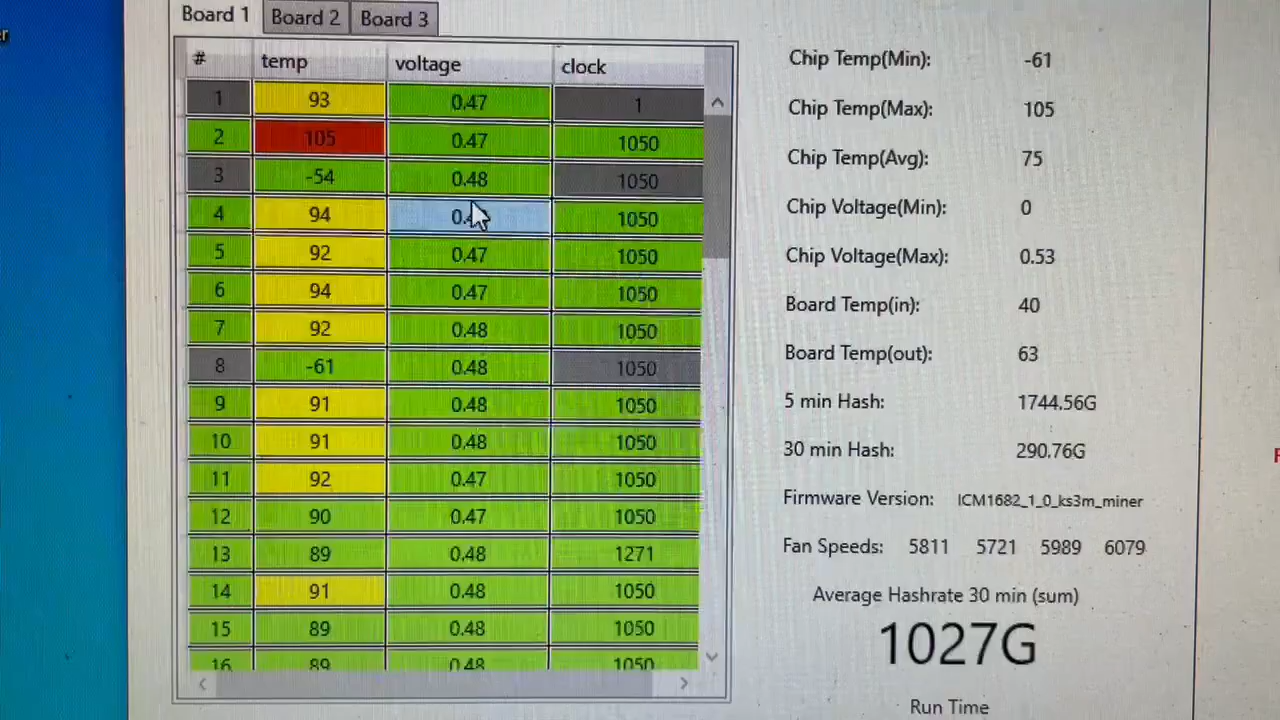 er
Board 1 Board 2 Board 3
# temp voltage clock
1 93 0.47 1
2 105 0.47 1050
3 -54 0.48 1050
4 94 1050
5 92 0.47 1050
6 94 0.47 1050
7 92 0.48 1050
8 -61 0.48 1050
9 91 0.48 1050
10 91 0.48 1050
11 92 0.47 1050
12 90 0.47 1050
13 89 0.48 1271
14 91 0.48 1050
15 89 0.48 1050
16 89 0.48 1050
Chip Temp(Min): -61
Chip Temp(Max): 105
Chip Temp(Avg): 75
Chip Voltage(Min): 0
Chip Voltage(Max): 0.53
Board Temp(in): 40
Board Temp(out): 63
5 min Hash: 1744.56G
30 min Hash: 290.76G
Firmware Version: ICM1682_1_0_ks3m_miner
Fan Speeds: 5811 5721 5989 6079
Average Hashrate 30 min (sum)
1027G
Run Time